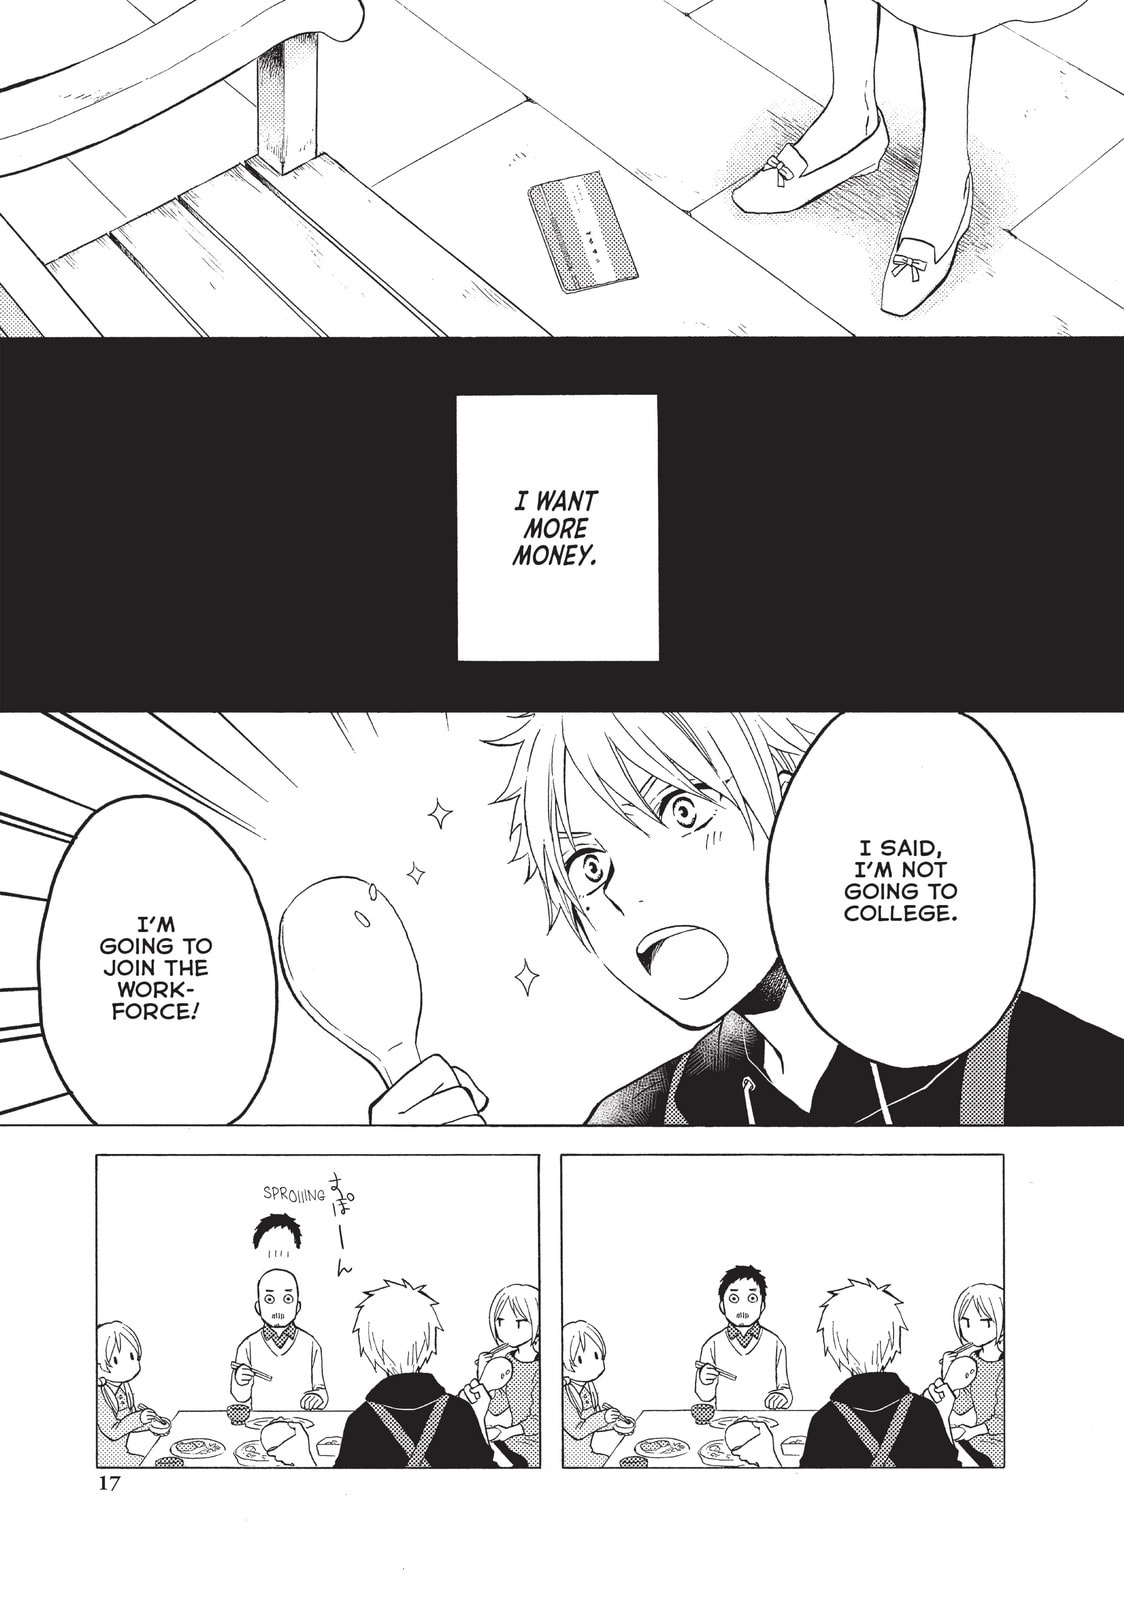 I WANT
MORE
MONEY.
I SAID,
I'M NOT
GOING TO
COLLEGE.
I'M
GOING TO
JOIN THE
WORK-
FORCE!
SPROIIING
すぽーん
17